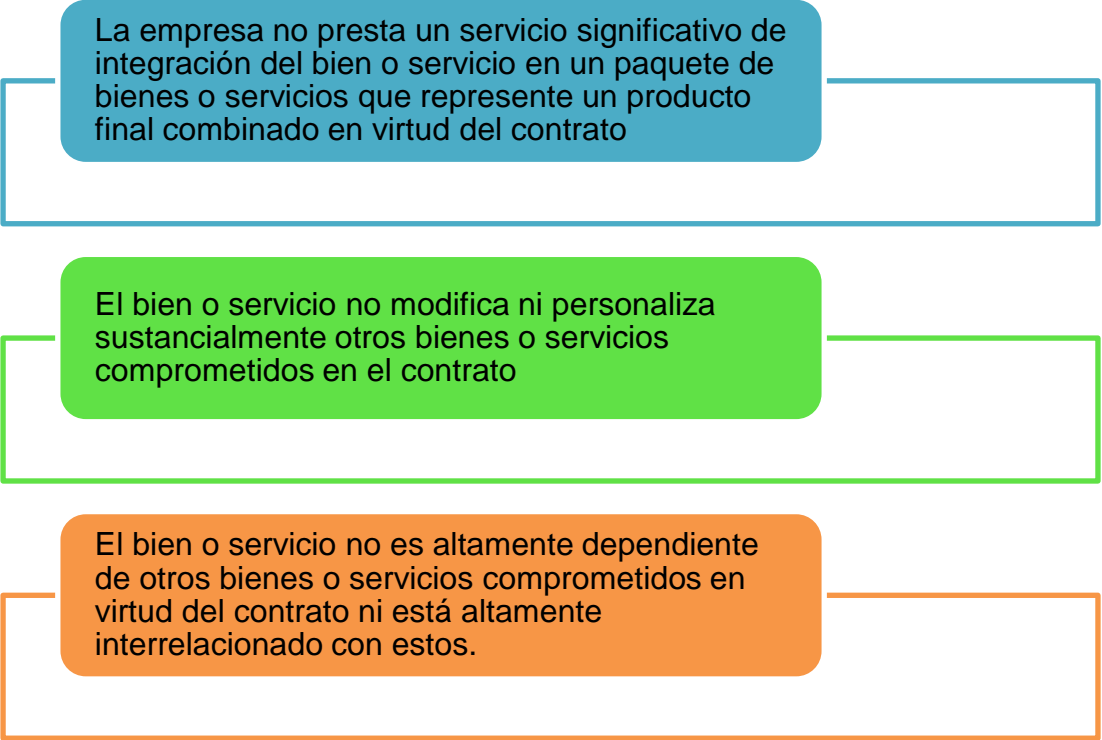 La empresa no presta un servicio significativo de
integración del bien o servicio en un paquete de
bienes o servicios que represente un producto
final combinado en virtud del contrato
El bien o servicio no modifica ni personaliza
sustancialmente otros bienes o servicios
comprometidos en el contrato
El bien o servicio no es altamente dependiente
de otros bienes o servicios comprometidos en
virtud del contrato ni está altamente
interrelacionado con estos.